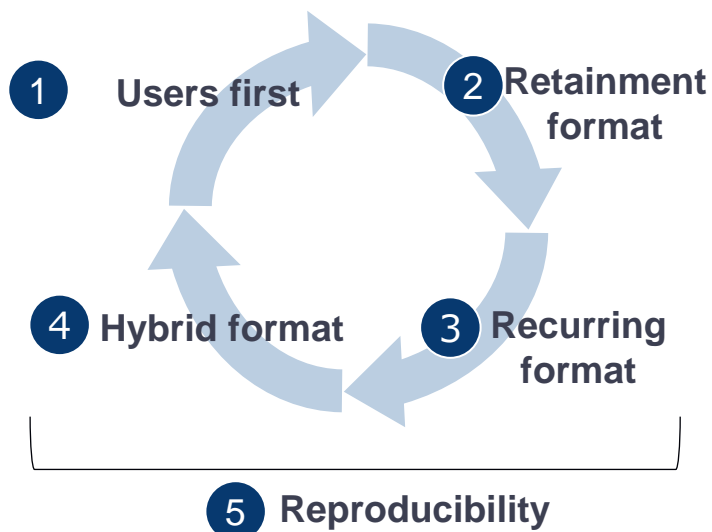 1 Users first
2 Retainment
format
3 Recurring
format
4 Hybrid format
5 Reproducibility